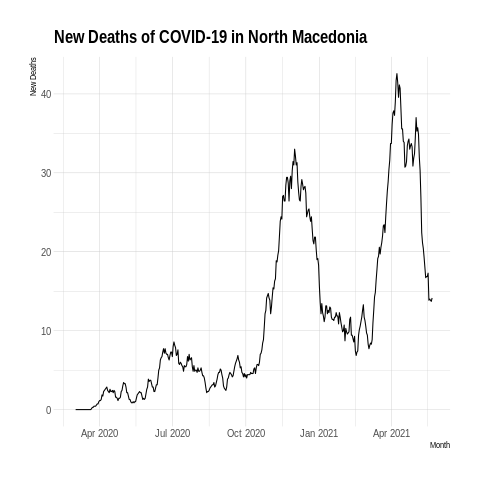 New Deaths of COVID-19 in North Macedonia
New Deaths
40
30
20
10
0
Apr 2020 Jul 2020 Oct 2020 Jan 2021 Apr 2021
Month